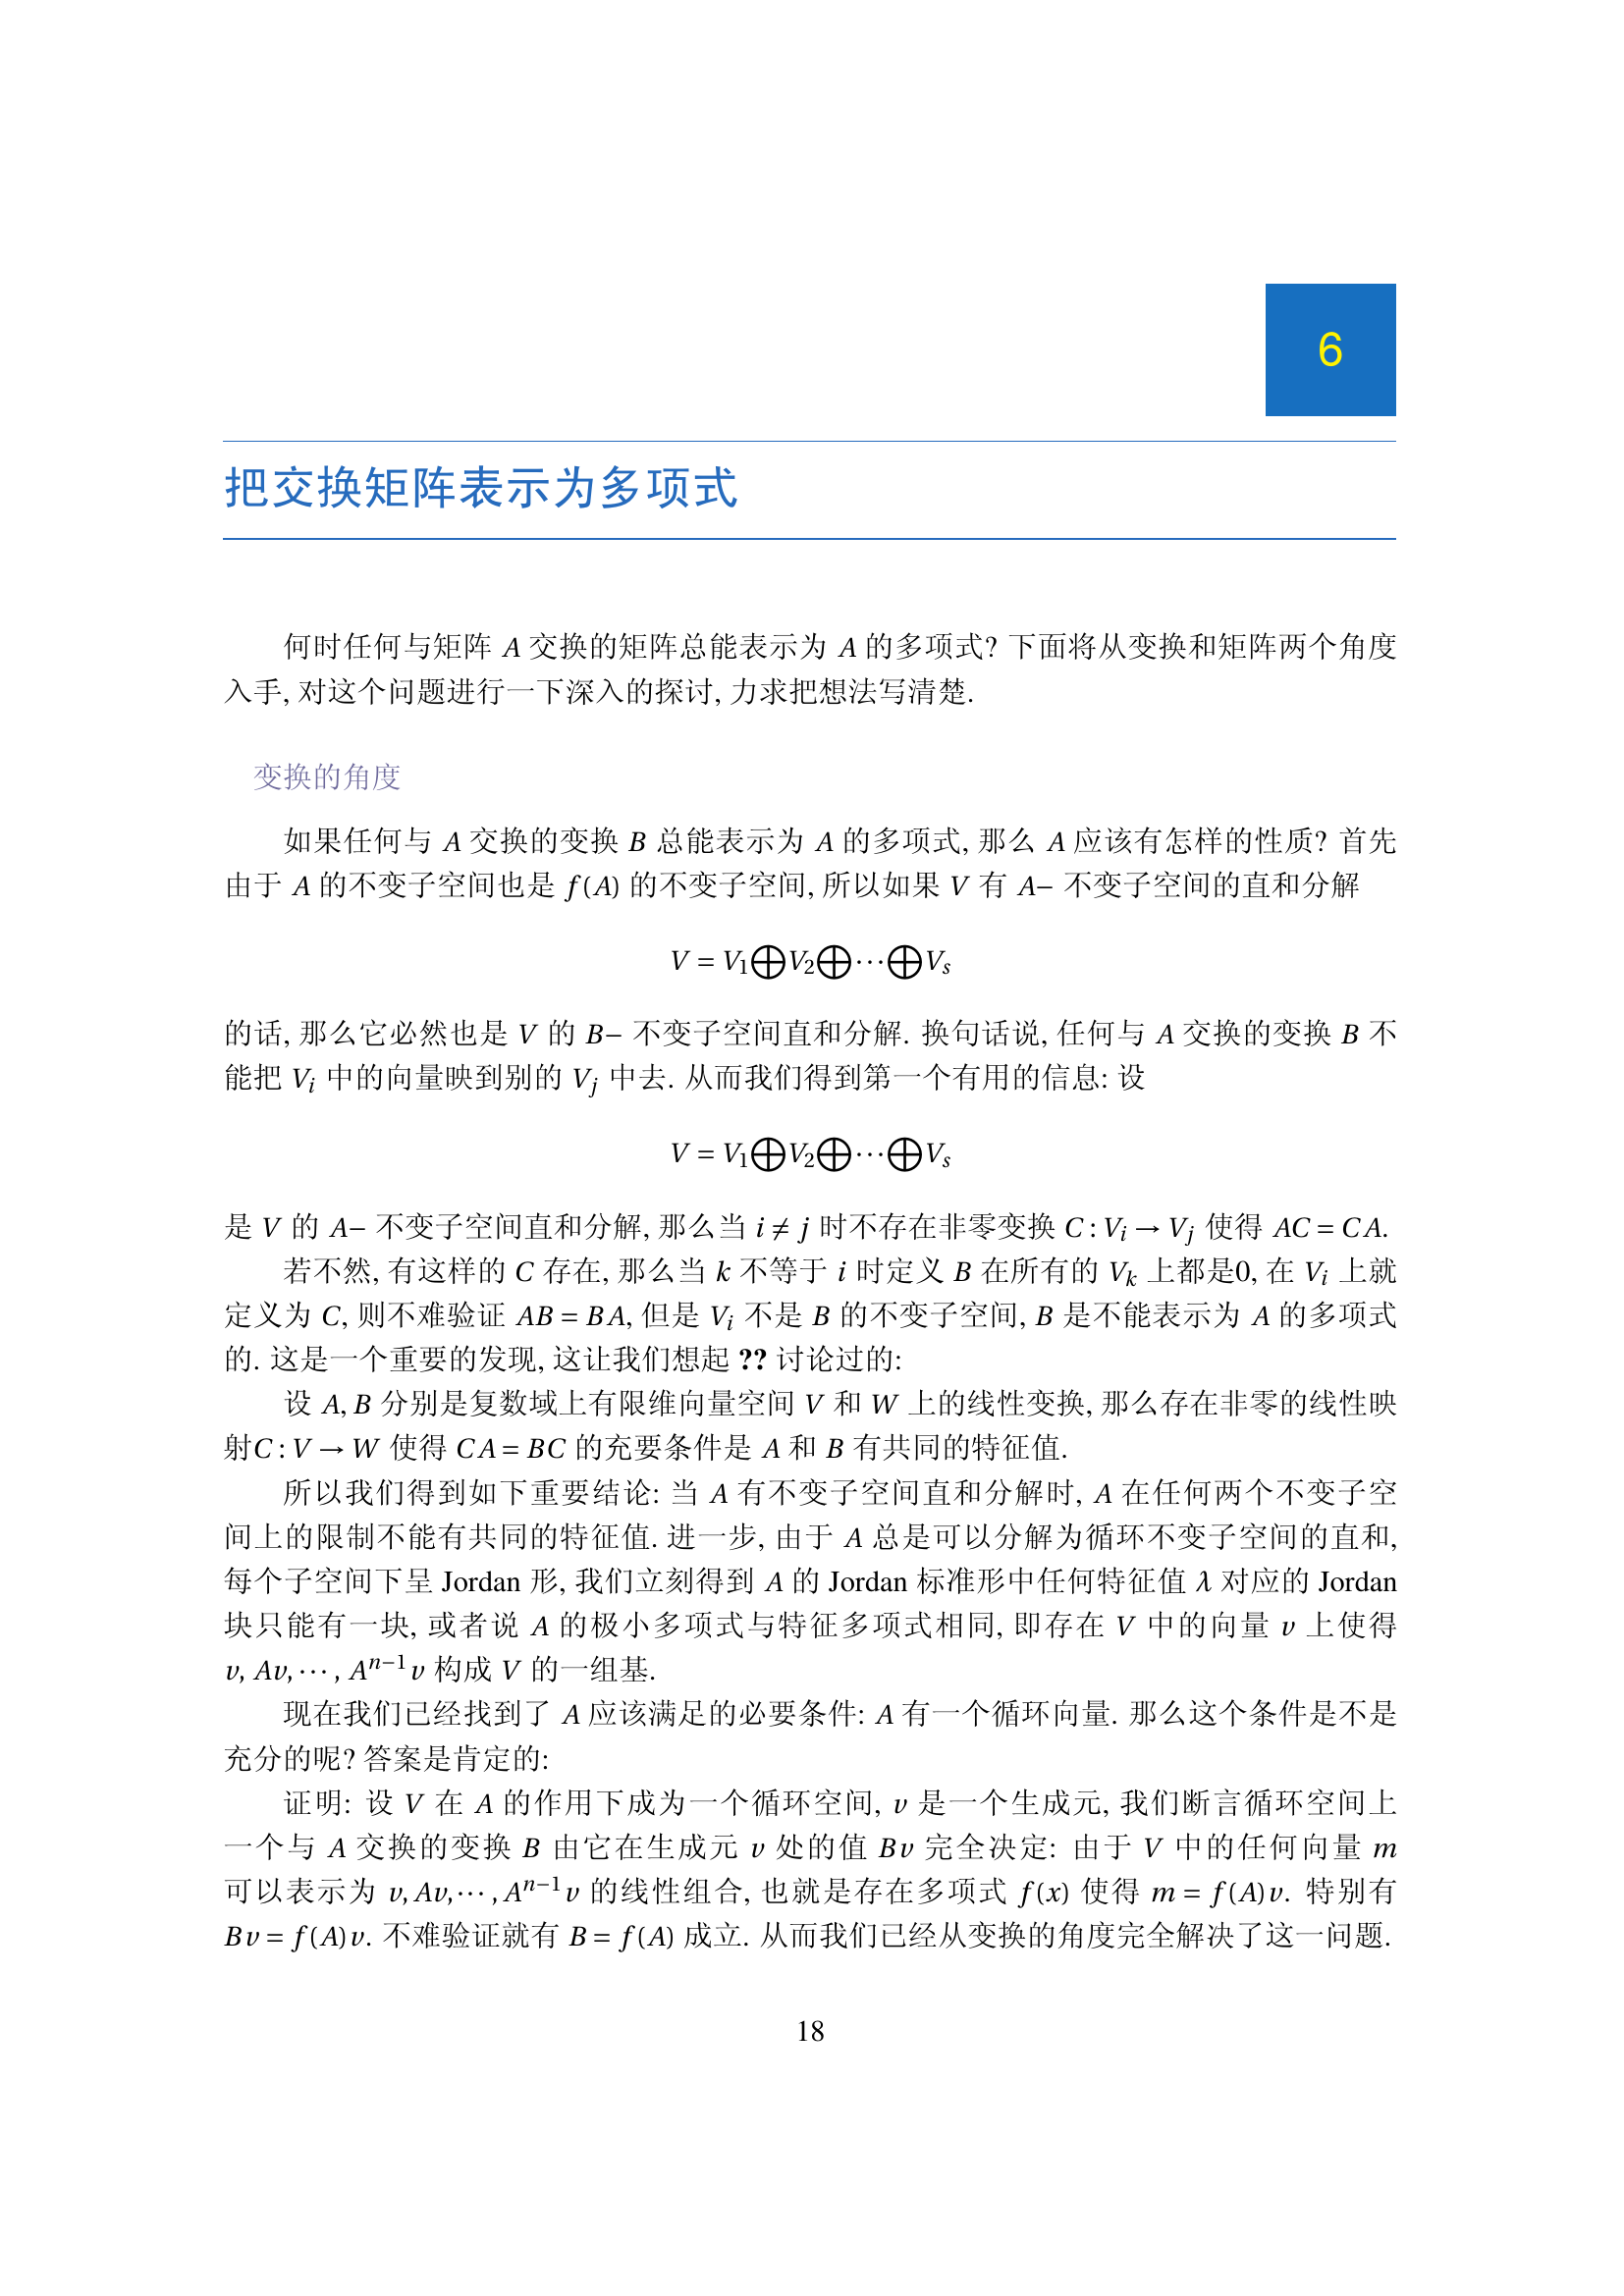 6
把交换矩阵表示为多项式
何时任何与矩阵 A 交换的矩阵总能表示为 A 的多项式? 下面将从变换和矩阵两个角度
入手, 对这个问题进行一下深入的探讨, 力求把想法写清楚.
变换的角度
如果任何与 A 交换的变换 B 总能表示为 A 的多项式, 那么 A 应该有怎样的性质? 首先
由于 A 的不变子空间也是 f(A) 的不变子空间, 所以如果 V 有 A− 不变子空间的直和分解
V = V₁⨁V₂⨁⋯⨁Vₛ
的话, 那么它必然也是 V 的 B− 不变子空间直和分解. 换句话说, 任何与 A 交换的变换 B 不
能把 Vᵢ 中的向量映到别的 Vⱼ 中去. 从而我们得到第一个有用的信息: 设
V = V₁⨁V₂⨁⋯⨁Vₛ
是 V 的 A− 不变子空间直和分解, 那么当 i ≠ j 时不存在非零变换 C : Vᵢ → Vⱼ 使得 AC = CA.
若不然, 有这样的 C 存在, 那么当 k 不等于 i 时定义 B 在所有的 Vₖ 上都是0, 在 Vᵢ 上就
定义为 C, 则不难验证 AB = BA, 但是 Vᵢ 不是 B 的不变子空间, B 是不能表示为 A 的多项式
的. 这是一个重要的发现, 这让我们想起 ?? 讨论过的:
设 A, B 分别是复数域上有限维向量空间 V 和 W 上的线性变换, 那么存在非零的线性映
射C : V → W 使得 CA = BC 的充要条件是 A 和 B 有共同的特征值.
所以我们得到如下重要结论: 当 A 有不变子空间直和分解时, A 在任何两个不变子空
间上的限制不能有共同的特征值. 进一步, 由于 A 总是可以分解为循环不变子空间的直和,
每个子空间下呈 Jordan 形, 我们立刻得到 A 的 Jordan 标准形中任何特征值 λ 对应的 Jordan
块只能有一块, 或者说 A 的极小多项式与特征多项式相同, 即存在 V 中的向量 v 上使得
v, Av, ⋯ , Aⁿ⁻¹v 构成 V 的一组基.
现在我们已经找到了 A 应该满足的必要条件: A 有一个循环向量. 那么这个条件是不是
充分的呢? 答案是肯定的:
证明: 设 V 在 A 的作用下成为一个循环空间, v 是一个生成元, 我们断言循环空间上
一个与 A 交换的变换 B 由它在生成元 v 处的值 Bv 完全决定: 由于 V 中的任何向量 m
可以表示为 v, Av, ⋯ , Aⁿ⁻¹v 的线性组合, 也就是存在多项式 f(x) 使得 m = f(A)v. 特别有
Bv = f(A)v. 不难验证就有 B = f(A) 成立. 从而我们已经从变换的角度完全解决了这一问题.
18